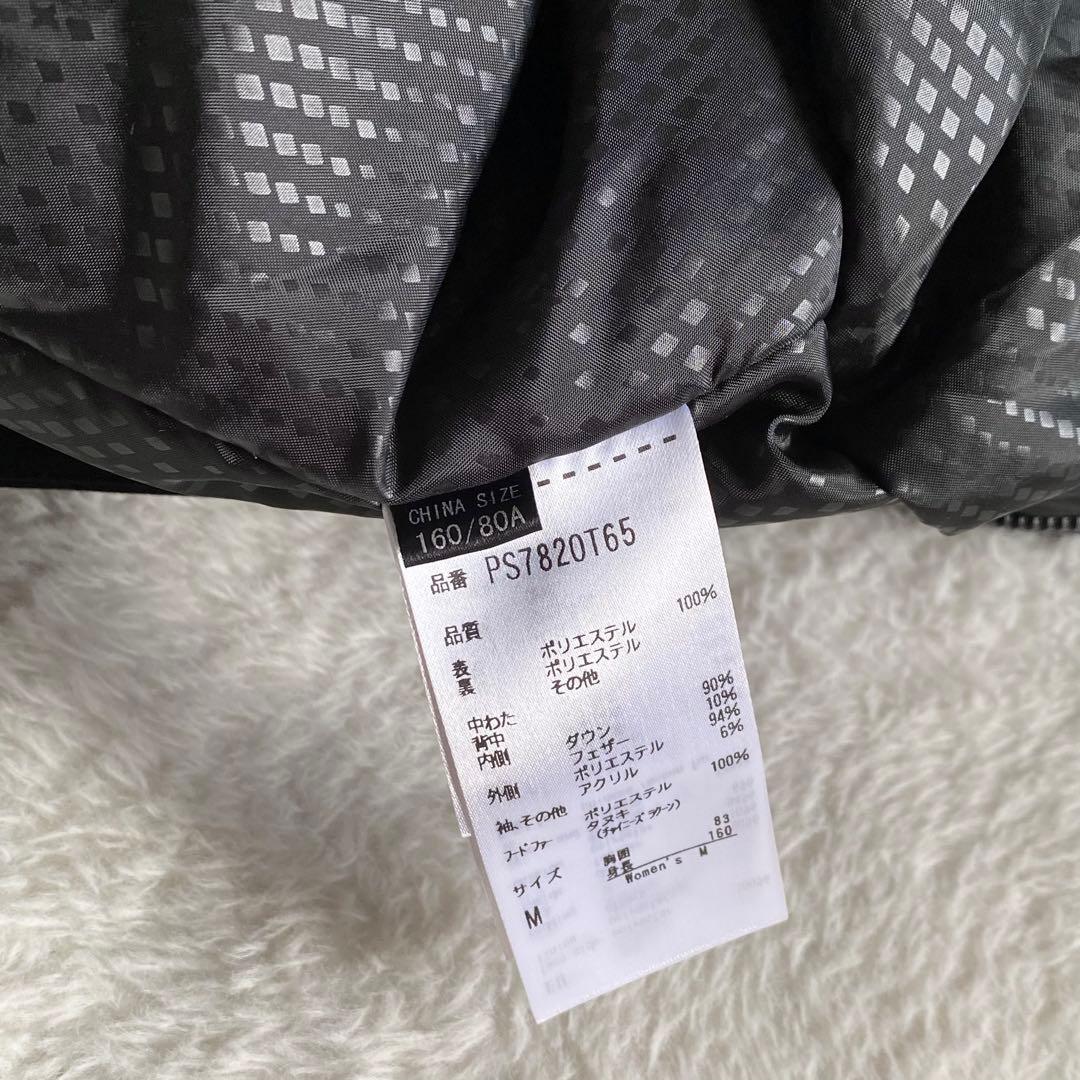 CHINA SIZE
160/80A
品番 PS7820T65
品質 100%
表 ポリエステル
裏 ポリエステル
その他
中わた 90%
背中 10%
内側 ダウン 94%
フェザー 6%
外側 ポリエステル
アクリル 100%
袖、その他 ポリエステル
フードファー タヌキ
(チャイニーズラクーン)
サイズ 胸囲 83
身長 160
M Women's M